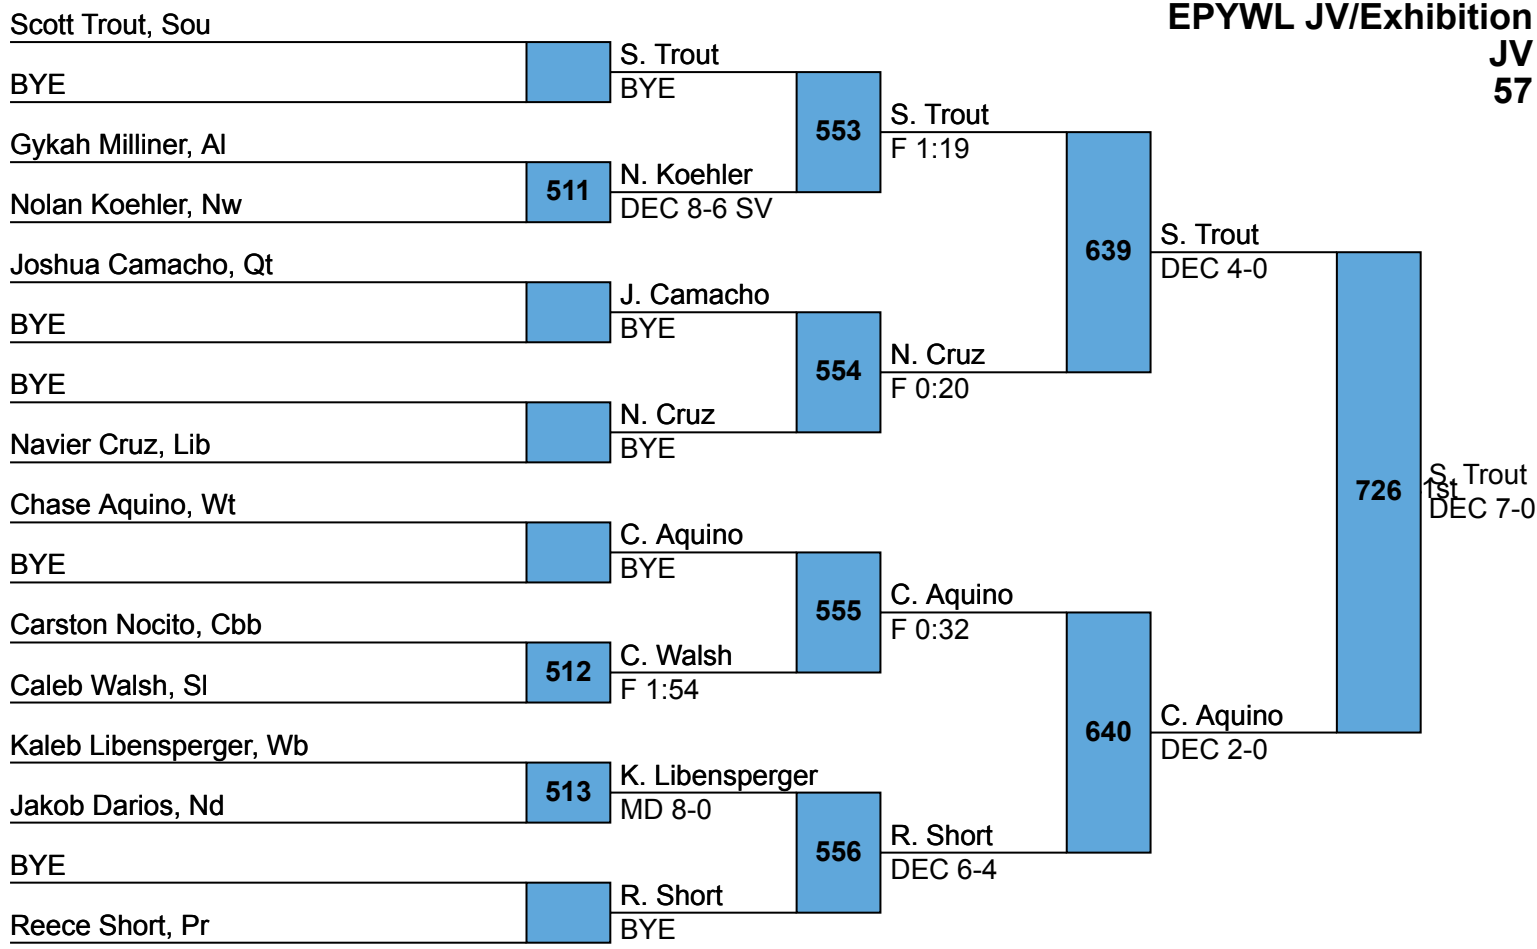 EPYWL JV/Exhibition
JV
57
Scott Trout, Sou
BYE
Gykah Milliner, Al
511
Nolan Koehler, Nw
Joshua Camacho, Qt
BYE
BYE
Navier Cruz, Lib
Chase Aquino, Wt
BYE
Carston Nocito, Cbb
512
Caleb Walsh, Sl
Kaleb Libensperger, Wb
513
Jakob Darios, Nd
BYE
Reece Short, Pr
S. Trout
BYE
553
N. Koehler
DEC 8-6 SV
J. Camacho
BYE
554
N. Cruz
BYE
C. Aquino
BYE
555
C. Walsh
F 1:54
K. Libensperger
MD 8-0
556
R. Short
BYE
S. Trout
F 1:19
639
N. Cruz
F 0:20
C. Aquino
F 0:32
640
R. Short
DEC 6-4
S. Trout
DEC 4-0
726
C. Aquino
DEC 2-0
S. Trout
1st
DEC 7-0